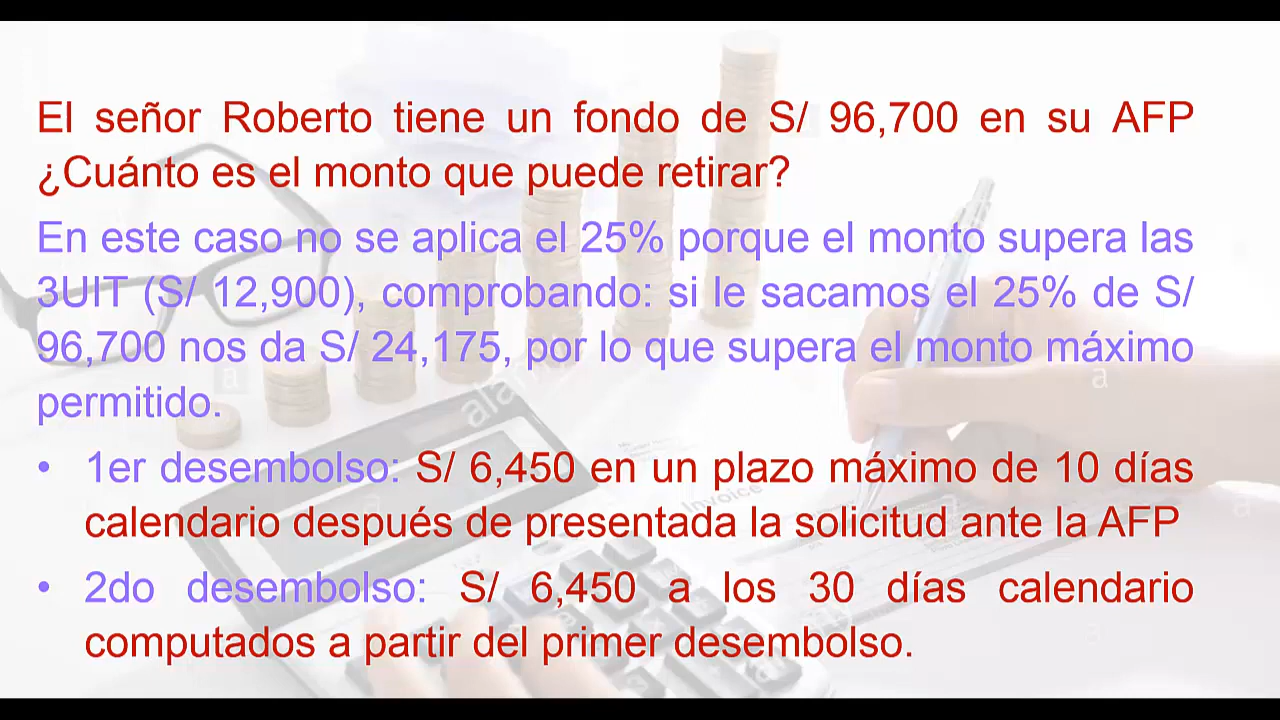 El señor Roberto tiene un fondo de S/ 96,700 en su AFP
¿Cuánto es el monto que puede retirar?
En este caso no se aplica el 25% porque el monto supera las
3UIT (S/ 12,900), comprobando: si le sacamos el 25% de S/
96,700 nos da S/ 24,175, por lo que supera el monto máximo
permitido.
• 1er desembolso: S/ 6,450 en un plazo máximo de 10 días
calendario después de presentada la solicitud ante la AFP
• 2do desembolso: S/ 6,450 a los 30 días calendario
computados a partir del primer desembolso.
Invoice
a
a